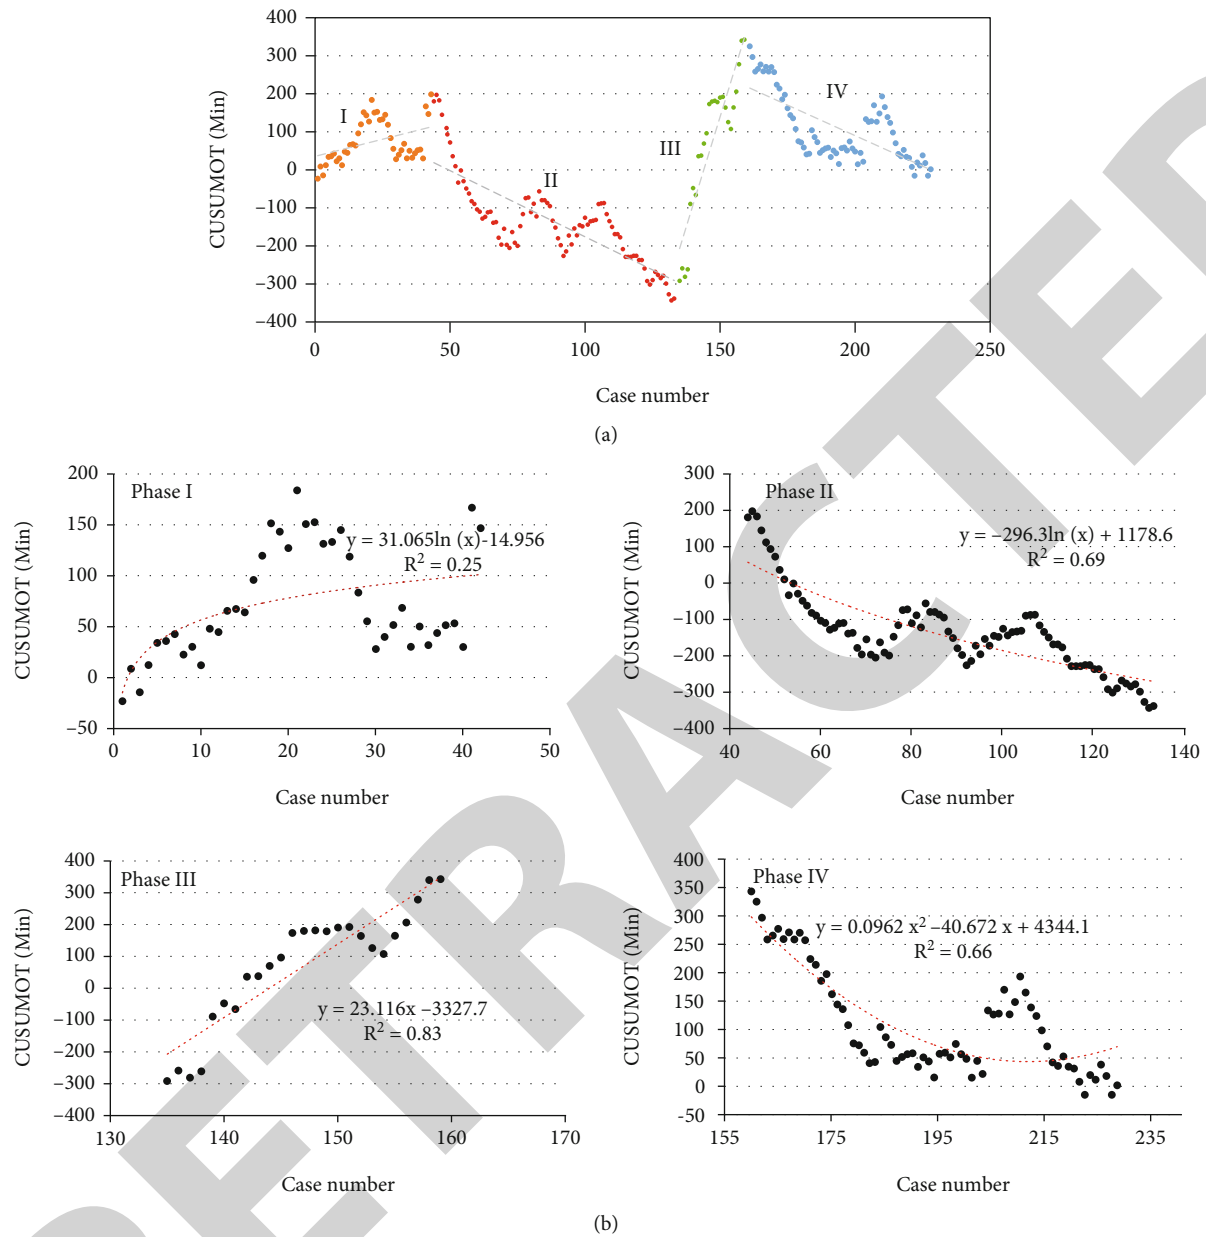 400
300
200
100
0
−100
−200
−300
−400
CUSUMOT (Min)
I
II
III
IV
0
50
100
150
200
250
Case number
(a)
200
150
100
50
0
−50
CUSUMOT (Min)
Phase I
y = 31.065ln (x)-14.956
R² = 0.25
0
10
20
30
40
50
Case number
300
200
100
0
−100
−200
−300
−400
CUSUMOT (Min)
Phase II
y = −296.3ln (x) + 1178.6
R² = 0.69
40
60
80
100
120
140
Case number
400
300
200
100
0
−100
−200
−300
−400
CUSUMOT (Min)
Phase III
y = 23.116x −3327.7
R² = 0.83
130
140
150
160
170
Case number
400
350
300
250
200
150
100
50
0
-50
CUSUMOT (Min)
Phase IV
y = 0.0962 x² −40.672 x + 4344.1
R² = 0.66
155
175
195
215
235
Case number
(b)
RETRACTED